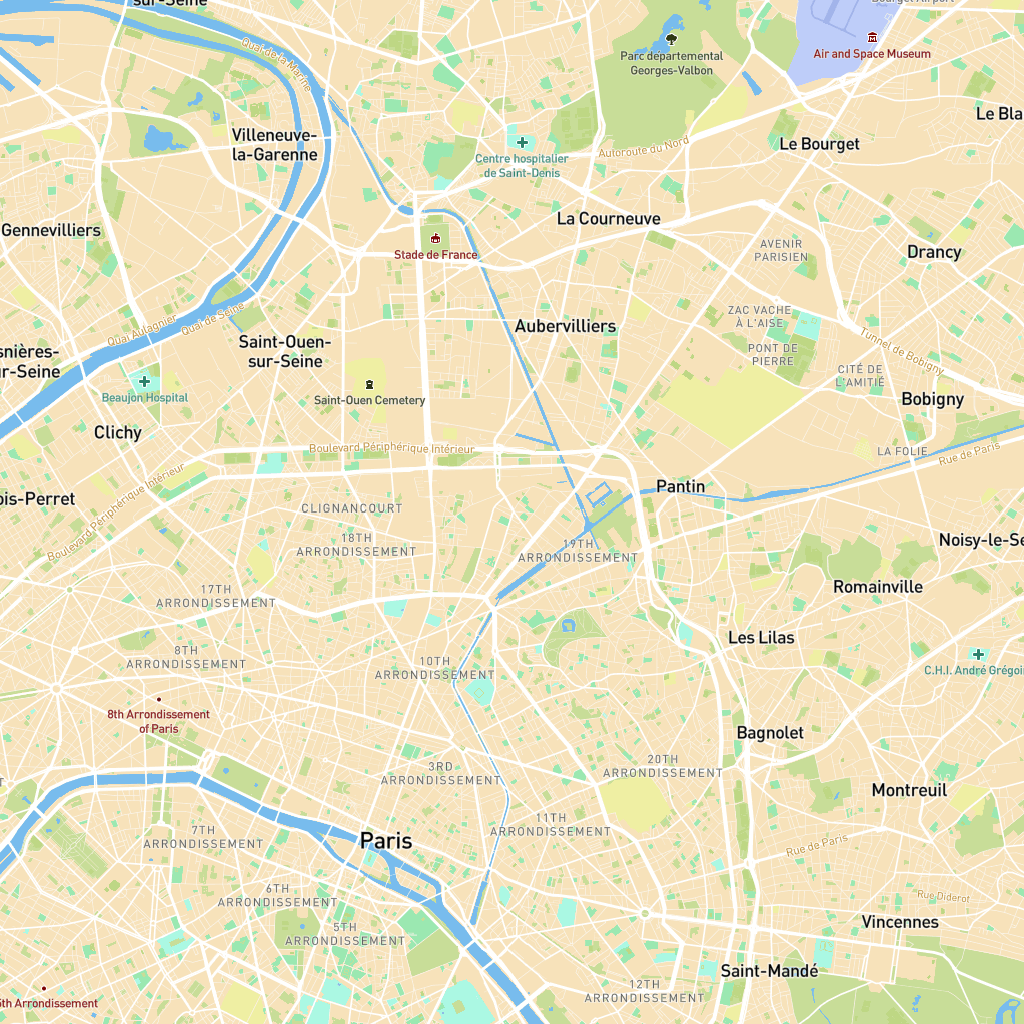 sur-Seine
Bourget Airport
Quai de la Marine
Air and Space Museum
Parc départemental
Georges-Valbon
Le Bla
Villeneuve-
la-Garenne
Le Bourget
Autoroute du Nord
Centre hospitalier
de Saint-Denis
La Courneuve
Gennevilliers
Stade de France
AVENIR
PARISIEN
Drancy
ZAC VACHE
À L'AISE
Quai Aulagnier
Quai de Seine
Aubervilliers
Saint-Ouen-
sur-Seine
Tunnel de Bobigny
PONT DE
PIERRE
snières-
ur-Seine
CITÉ DE
L'AMITIÉ
Beaujon Hospital
Saint-Ouen Cemetery
Bobigny
Clichy
Boulevard Périphérique Intérieur
LA FOLIE
Rue de Paris
Boulevard Périphérique Intérieur
Pantin
ois-Perret
CLIGNANCOURT
18TH
ARRONDISSEMENT
19TH
ARRONDISSEMENT
Noisy-le-Se
17TH
ARRONDISSEMENT
Romainville
Les Lilas
8TH
ARRONDISSEMENT
10TH
ARRONDISSEMENT
C.H.I. André Grégoir
8th Arrondissement
of Paris
Bagnolet
3RD
ARRONDISSEMENT
20TH
ARRONDISSEMENT
T
Montreuil
7TH
ARRONDISSEMENT
Paris
11TH
ARRONDISSEMENT
Rue de Paris
6TH
ARRONDISSEMENT
Rue Diderot
5TH
ARRONDISSEMENT
Vincennes
Saint-Mandé
12TH
ARRONDISSEMENT
5th Arrondissement